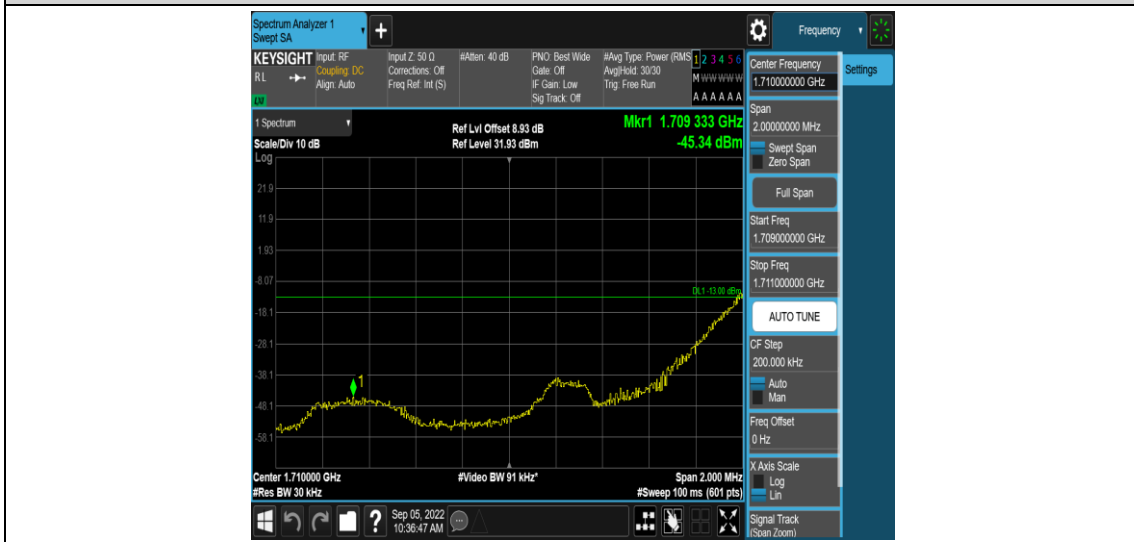 Spectrum Analyzer 1
Swept SA
Frequency
KEYSIGHT
RL
LXI
Input: RF
Coupling: DC
Align: Auto
Input Z: 50 Ω
Corrections: Off
Freq Ref: Int (S)
#Atten: 40 dB
PNO: Best Wide
Gate: Off
IF Gain: Low
Sig Track: Off
#Avg Type: Power (RMS
Avg|Hold: 30/30
Trig: Free Run
1 2 3 4 5 6
M W W W W W
A A A A A A
Center Frequency
1.710000000 GHz
Settings
Span
2.00000000 MHz
Swept Span
Zero Span
Full Span
Start Freq
1.709000000 GHz
Stop Freq
1.711000000 GHz
AUTO TUNE
CF Step
200.000 kHz
Auto
Man
Freq Offset
0 Hz
X Axis Scale
Log
Lin
Signal Track
(Span Zoom)
1 Spectrum
Scale/Div 10 dB
Log
Ref Lvl Offset 8.93 dB
Ref Level 31.93 dBm
Mkr1 1.709 333 GHz
-45.34 dBm
21.9
11.9
1.93
-8.07
DL1 -13.00 dBm
-18.1
-28.1
-38.1
1
-48.1
-58.1
Center 1.710000 GHz
#Res BW 30 kHz
#Video BW 91 kHz*
Span 2.000 MHz
#Sweep 100 ms (601 pts)
?
Sep 05, 2022
10:36:47 AM